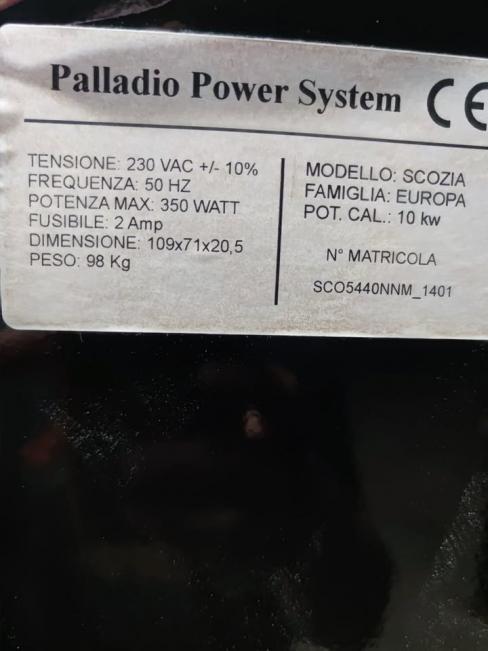 Palladio Power System CE
TENSIONE: 230 VAC +/- 10%
FREQUENZA: 50 HZ
POTENZA MAX: 350 WATT
FUSIBILE: 2 Amp
DIMENSIONE: 109x71x20,5
PESO: 98 Kg
MODELLO: SCOZIA
FAMIGLIA: EUROPA
POT. CAL.: 10 kw
N° MATRICOLA
SCO5440NNM_1401